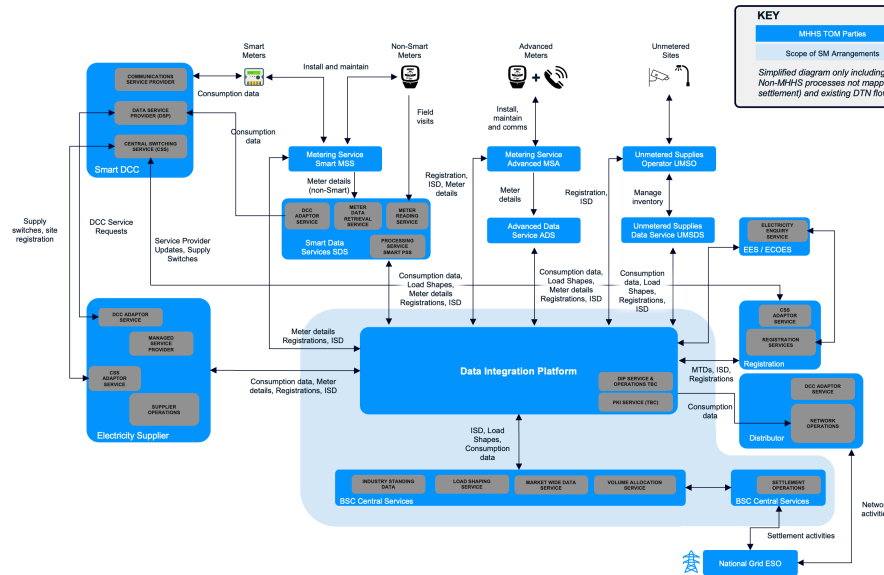 KEY
MHHS TOM Parties
Scope of SM Arrangements
Simplified diagram only including
Non-MHHS processes not mapp
settlement) and existing DTN flow
Smart
Meters
Non-Smart
Meters
Advanced
Meters
Unmetered
Sites
COMMUNICATIONS
SERVICE PROVIDER
DATA SERVICE
PROVIDER (DSP)
CENTRAL SWITCHING
SERVICE (CSS)
Smart DCC
Consumption data
Install and maintain
Consumption
data
Field
visits
Install,
maintain
and comms
Metering Service
Smart MSS
Metering Service
Advanced MSA
Unmetered Supplies
Operator UMSO
Meter details
(non-Smart)
Registration,
ISD, Meter
details
Meter
details
Registration,
ISD
Manage
inventory
DCC
ADAPTOR
SERVICE
METER
DATA
RETRIEVAL
SERVICE
METER
READING
SERVICE
PROCESSING
SERVICE
SMART PSS
Smart Data
Services SDS
Advanced Data
Service ADS
Unmetered Supplies
Data Service UMSDS
ELECTRICITY
ENQUIRY
SERVICE
EES / ECOES
Supply
switches, site
registration
DCC Service
Requests
Service Provider
Updates, Supply
Switches
Consumption data,
Load Shapes,
Meter details
Registrations, ISD
Consumption data,
Load Shapes,
Meter details
Registrations, ISD
Consumption
data, Load
Shapes,
Registrations,
ISD
CSS
ADAPTOR
SERVICE
REGISTRATION
SERVICES
Registration
DCC ADAPTOR
SERVICE
MANAGED
SERVICE
PROVIDER
CSS
ADAPTOR
SERVICE
SUPPLIER
OPERATIONS
Electricity Supplier
Meter details
Registrations, ISD
Consumption data, Meter
details, Registrations, ISD
Data Integration Platform
DIP SERVICE &
OPERATIONS TBC
PKI SERVICE (TBC)
MTDs, ISD,
Registrations
Consumption
data
DCC ADAPTOR
SERVICE
NETWORK
OPERATIONS
Distributor
ISD, Load
Shapes,
Consumption
data
INDUSTRY STANDING
DATA
LOAD SHAPING
SERVICE
MARKET WIDE DATA
SERVICE
VOLUME ALLOCATION
SERVICE
BSC Central Services
SETTLEMENT
OPERATIONS
BSC Central Services
Networ
activities
Settlement activities
National Grid ESO